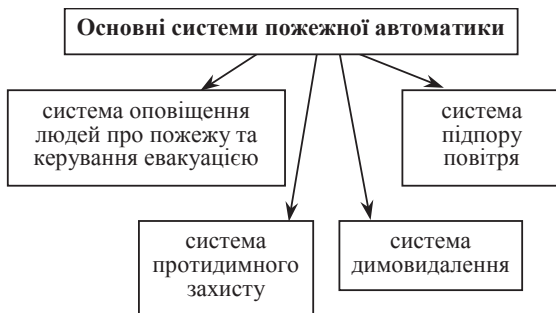 Основні системи пожежної автоматики
система оповіщення
людей про пожежу та
керування евакуацією
система
підпору
повітря
система
протидимного
захисту
система
димовидалення